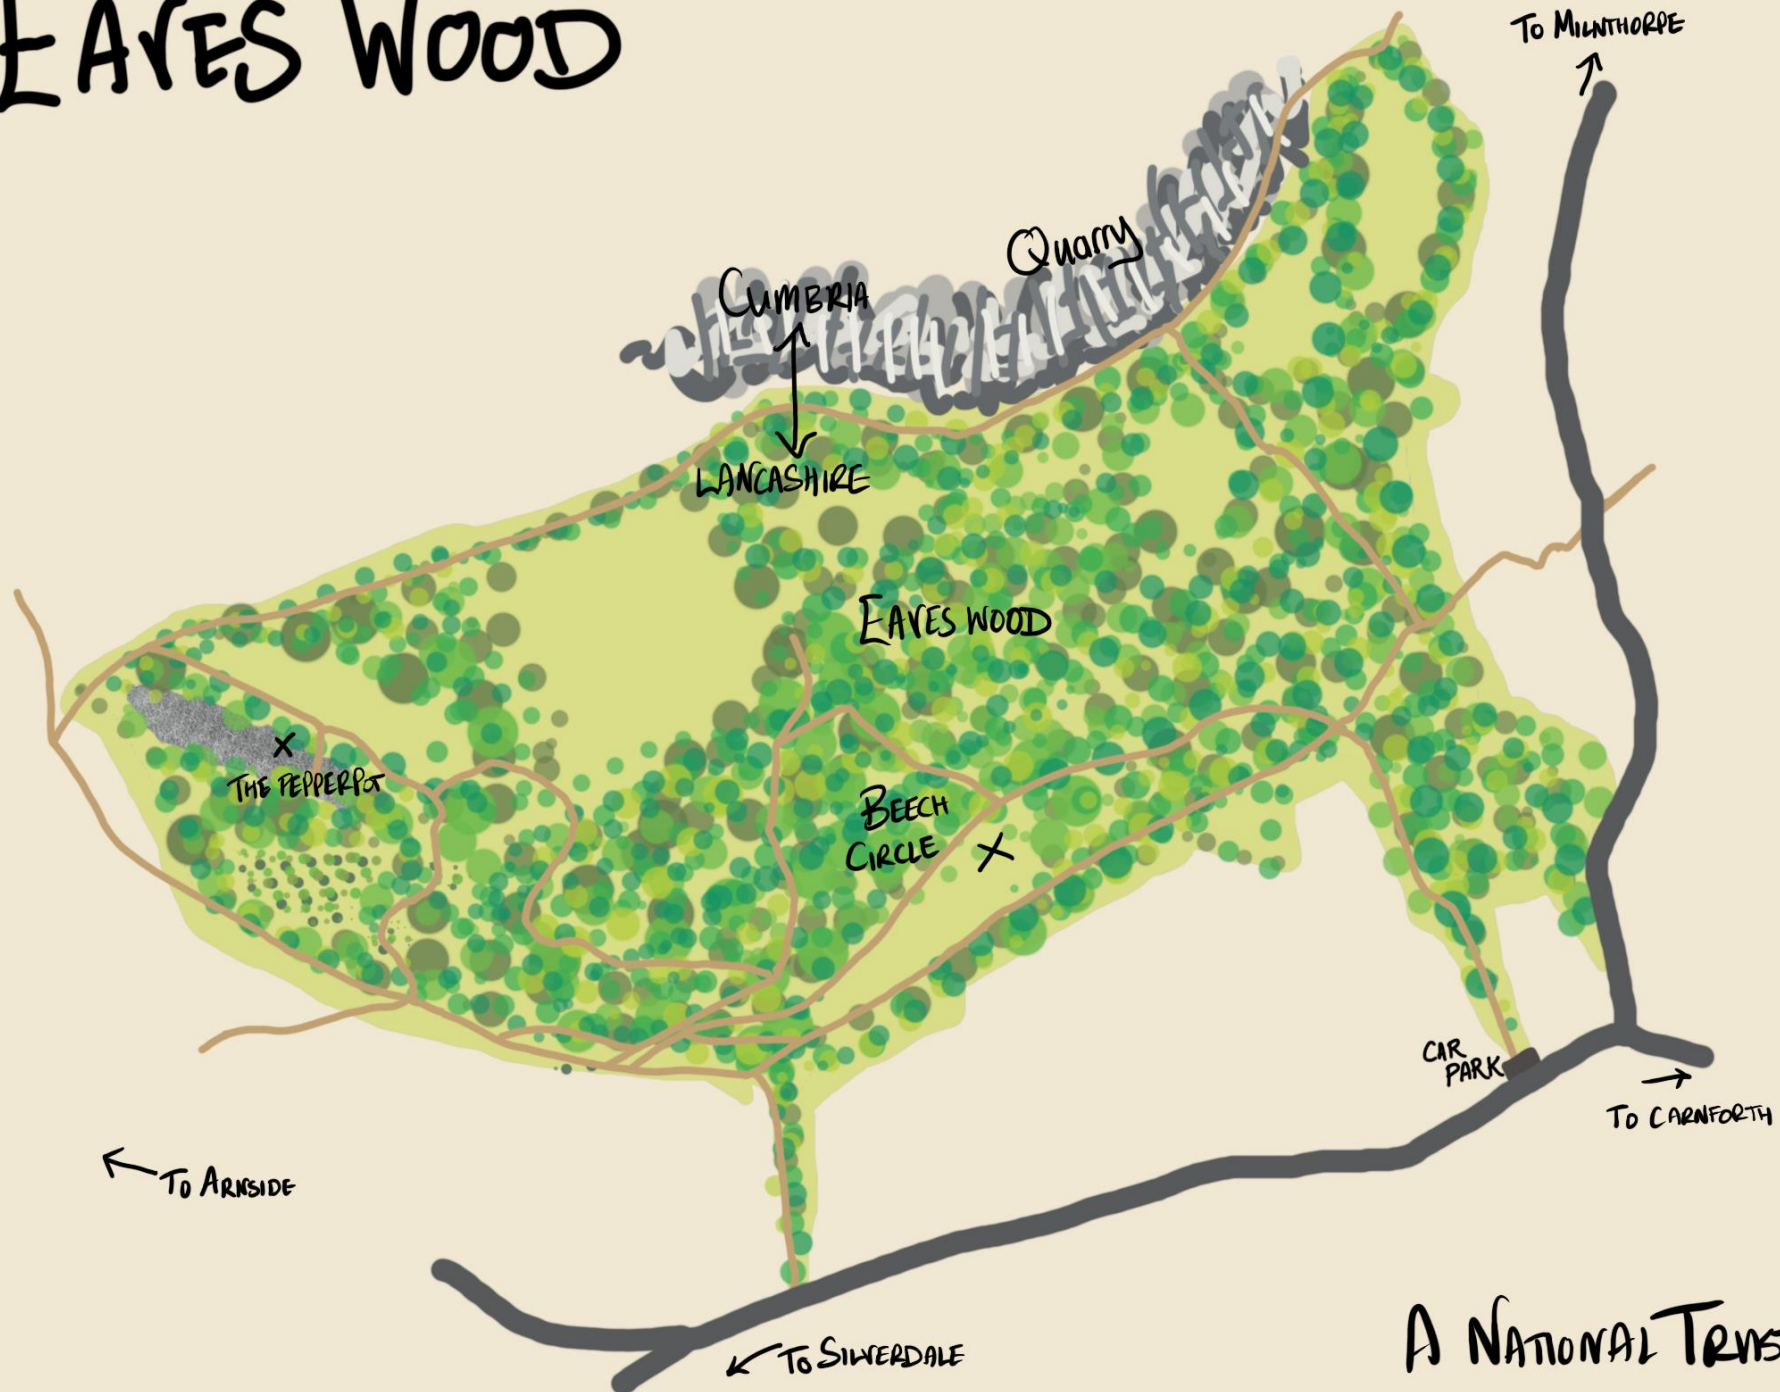 EAVES WOOD
TO MILNTHORPE
Quarry
CUMBRIA
LANCASHIRE
EAVES WOOD
THE PEPPERPOT
BEECH
CIRCLE
CAR
PARK
TO CARNFORTH
TO ARNSIDE
TO SILVERDALE
A NATIONAL TRUS